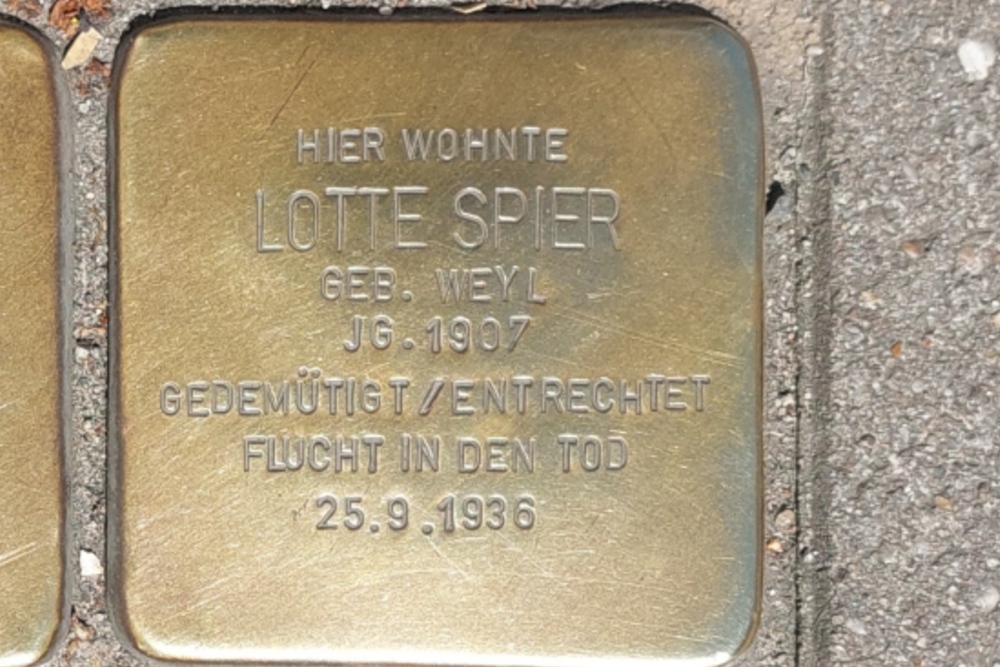 HIER WOHNTE
LOTTE SPIER
GEB. WEYL
JG. 1907
GEDEMÜTIGT / ENTRECHTET
FLUCHT IN DEN TOD
25.9.1936